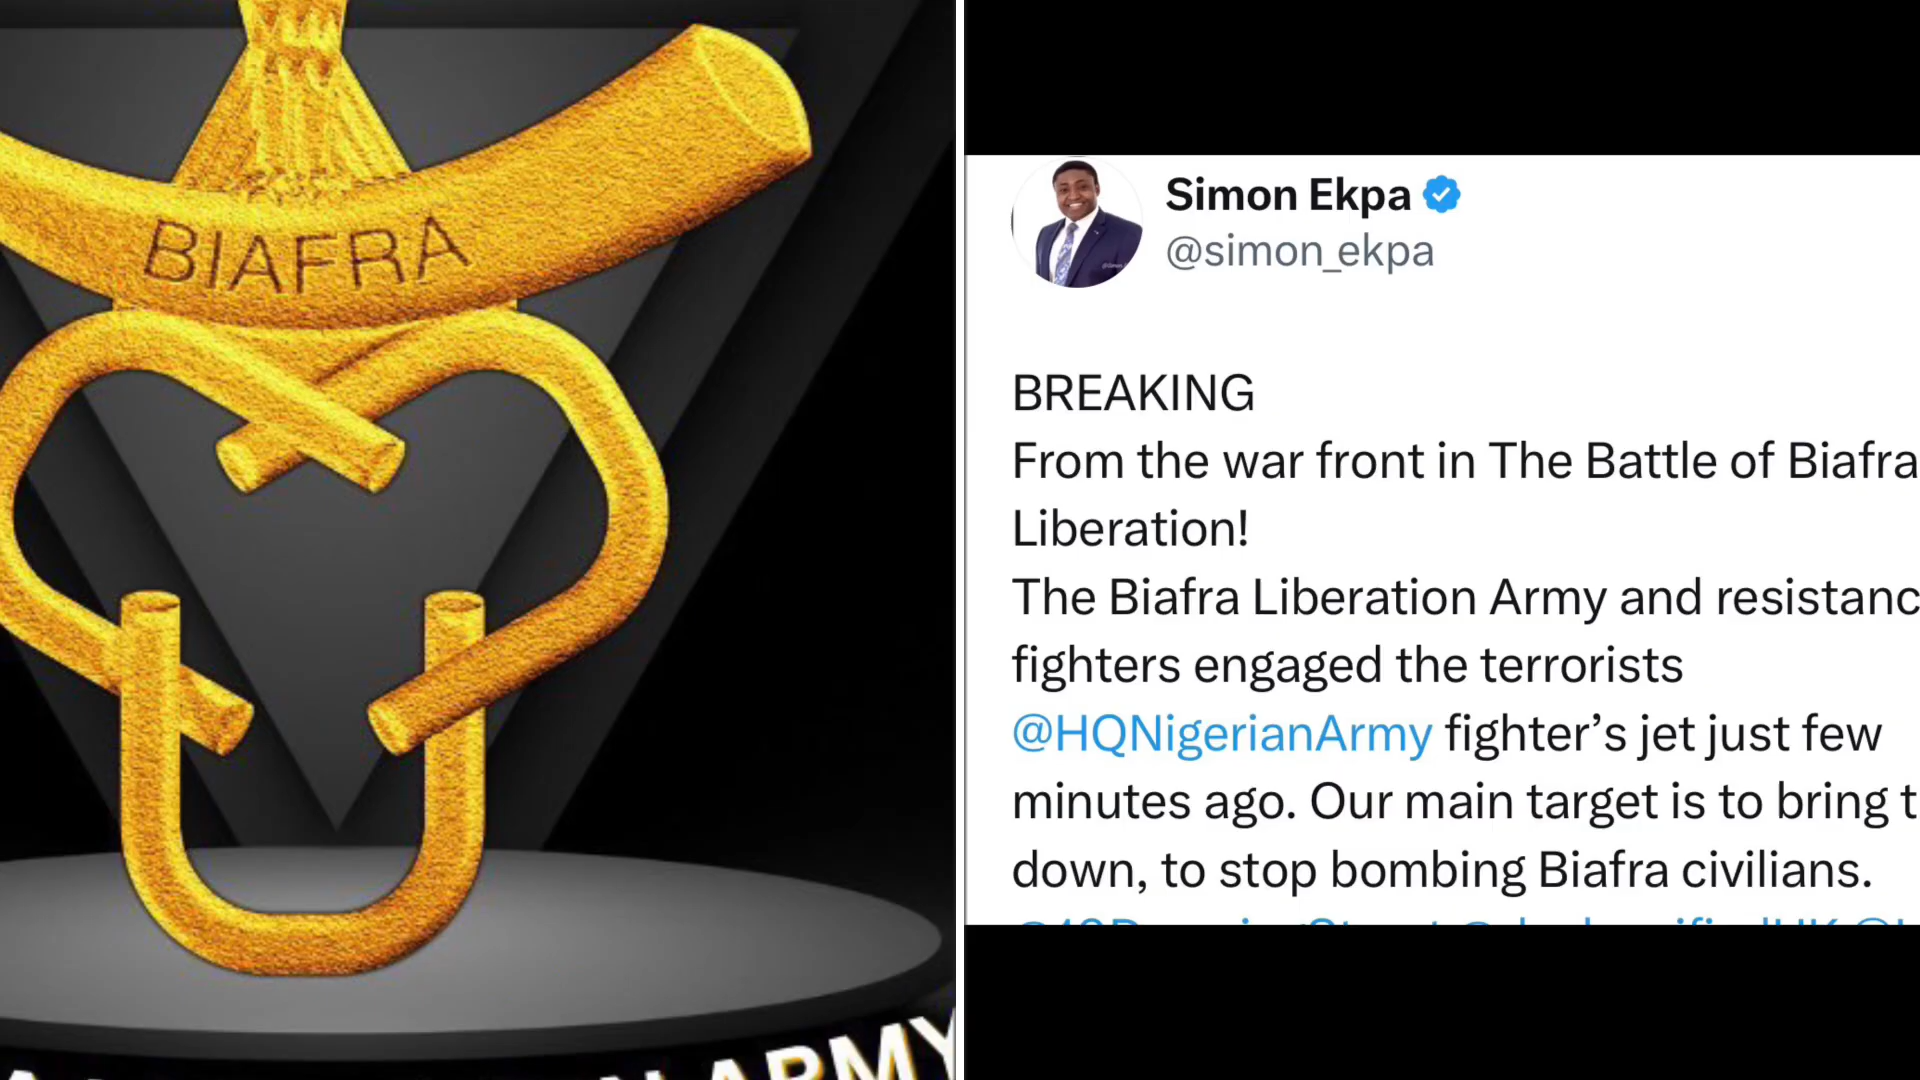 BIAFRA
ARMY
Simon Ekpa
@simon_ekpa
BREAKING
From the war front in The Battle of Biafra
Liberation!
The Biafra Liberation Army and
fighters engaged the terrorists
@HQNigerianArmy fighter’s jet just few
minutes ago. Our main target is to bring
down, to stop bombing Biafra civilians.